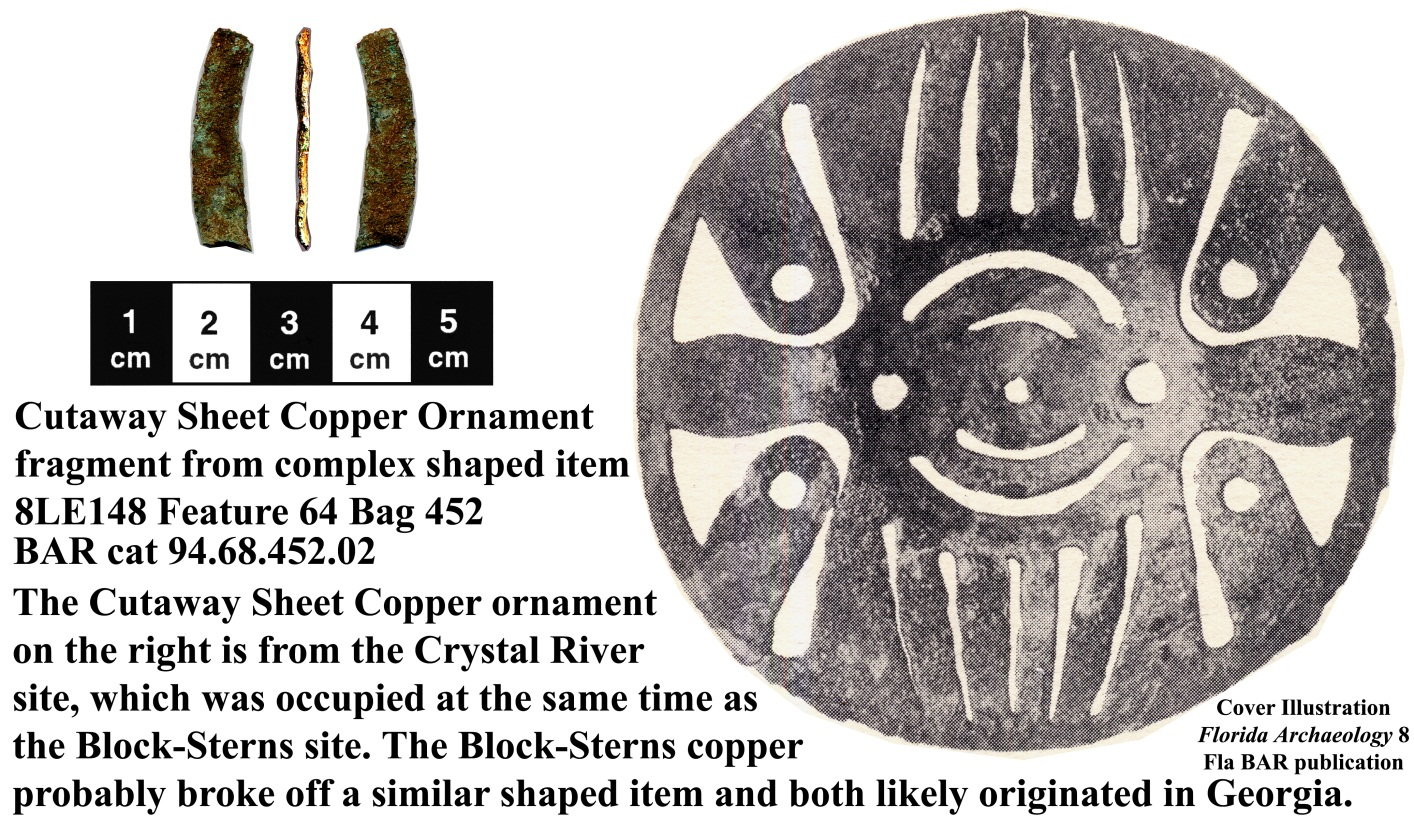 1 2 3 4 5
cm cm cm cm cm
Cutaway Sheet Copper Ornament
fragment from complex shaped item
8LE148 Feature 64 Bag 452
BAR cat 94.68.452.02
The Cutaway Sheet Copper ornament
on the right is from the Crystal River
site, which was occupied at the same time as
the Block-Sterns site. The Block-Sterns copper
probably broke off a similar shaped item and both likely originated in Georgia.
Cover Illustration
Florida Archaeology 8
Fla BAR publication